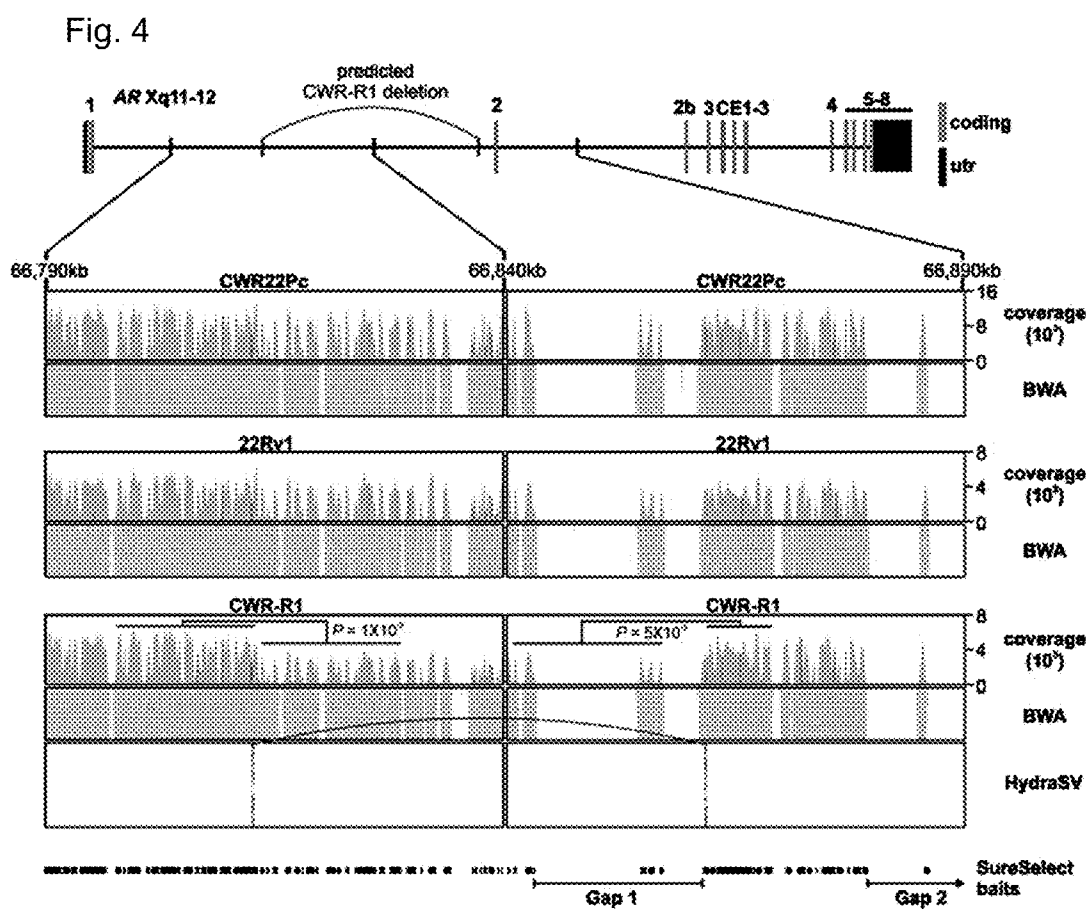 Fig. 4
predicted
CWR-R1 deletion
AR Xq11-12
1
2
2b 3 CE1-3
4
5-8
coding
utr
66,790kb
66,840kb
66,890kb
CWR22Pc
CWR22Pc
16
8
0
coverage
BWA
22Rv1
22Rv1
8
4
0
coverage
BWA
CWR-R1
CWR-R1
8
4
0
coverage
BWA
HydraSV
SureSelect
baits
Gap 1
Gap 2